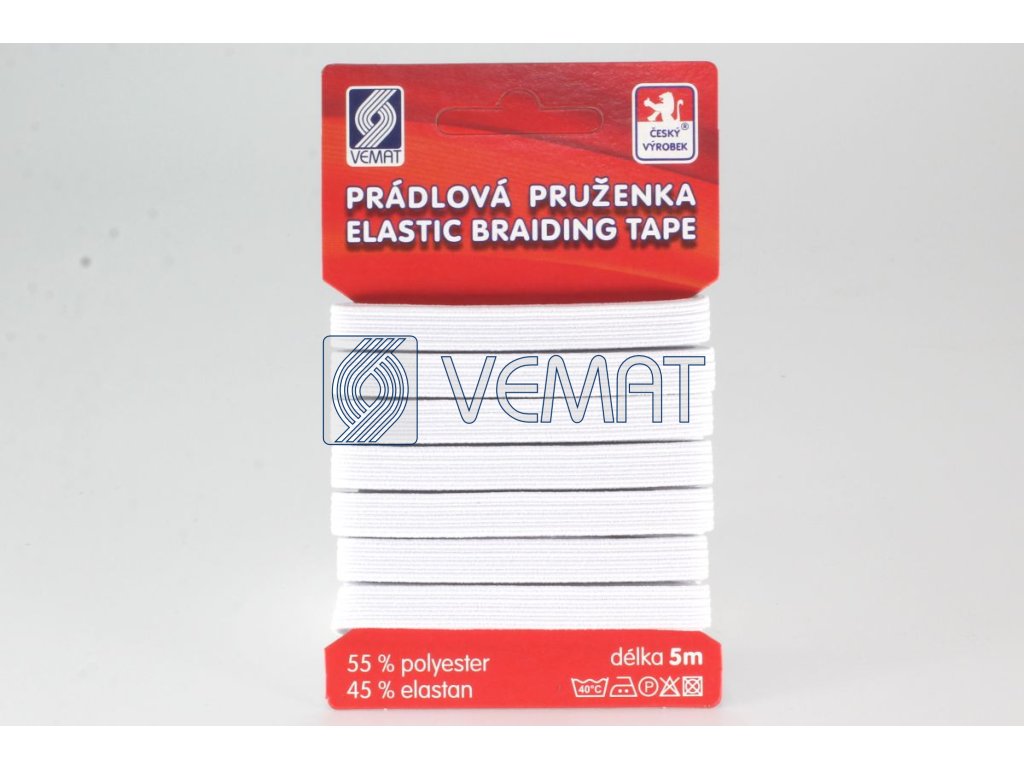 VEMAT
ČESKÝ®
VÝROBEK
PRÁDLOVÁ PRUŽENKA
ELASTIC BRAIDING TAPE
VEMAT
55 % polyester
45 % elastan
délka 5m
40°C P